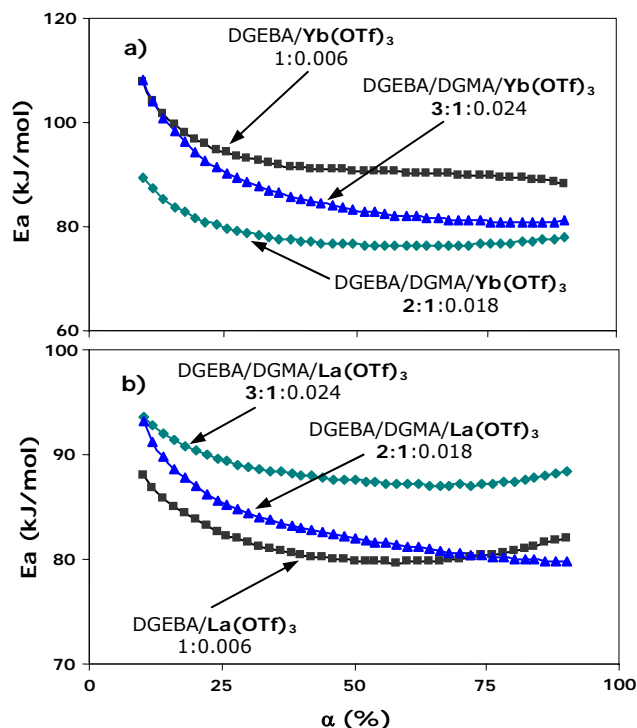 120
100
80
60
Ea (kJ/mol)
a)
DGEBA/Yb(OTf)₃
1:0.006
DGEBA/DGMA/Yb(OTf)₃
3:1:0.024
DGEBA/DGMA/Yb(OTf)₃
2:1:0.018
100
90
80
70
Ea (kJ/mol)
b)
DGEBA/DGMA/La(OTf)₃
3:1:0.024
DGEBA/DGMA/La(OTf)₃
2:1:0.018
DGEBA/La(OTf)₃
1:0.006
0 25 50 75 100
α (%)